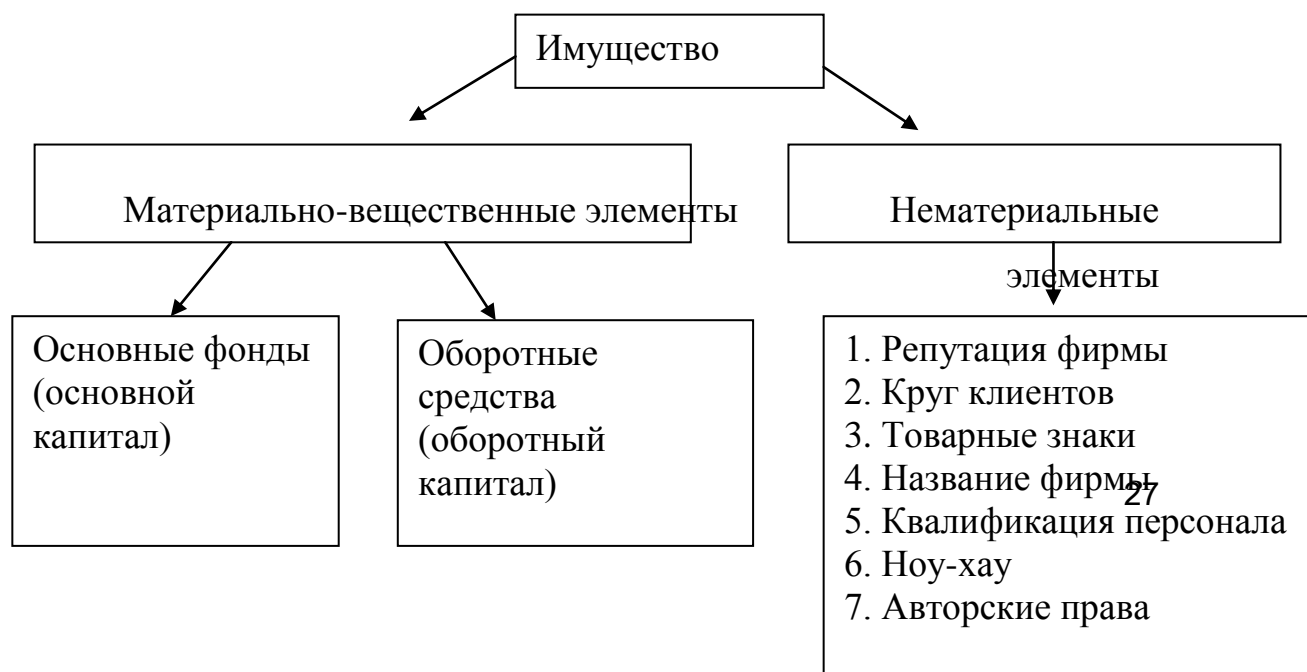 Имущество
Материально-вещественные элементы
Нематериальные
элементы
Основные фонды
(основной
капитал)
Оборотные
средства
(оборотный
капитал)
1. Репутация фирмы
2. Круг клиентов
3. Товарные знаки
4. Название фирмы
27
5. Квалификация персонала
6. Ноу-хау
7. Авторские права